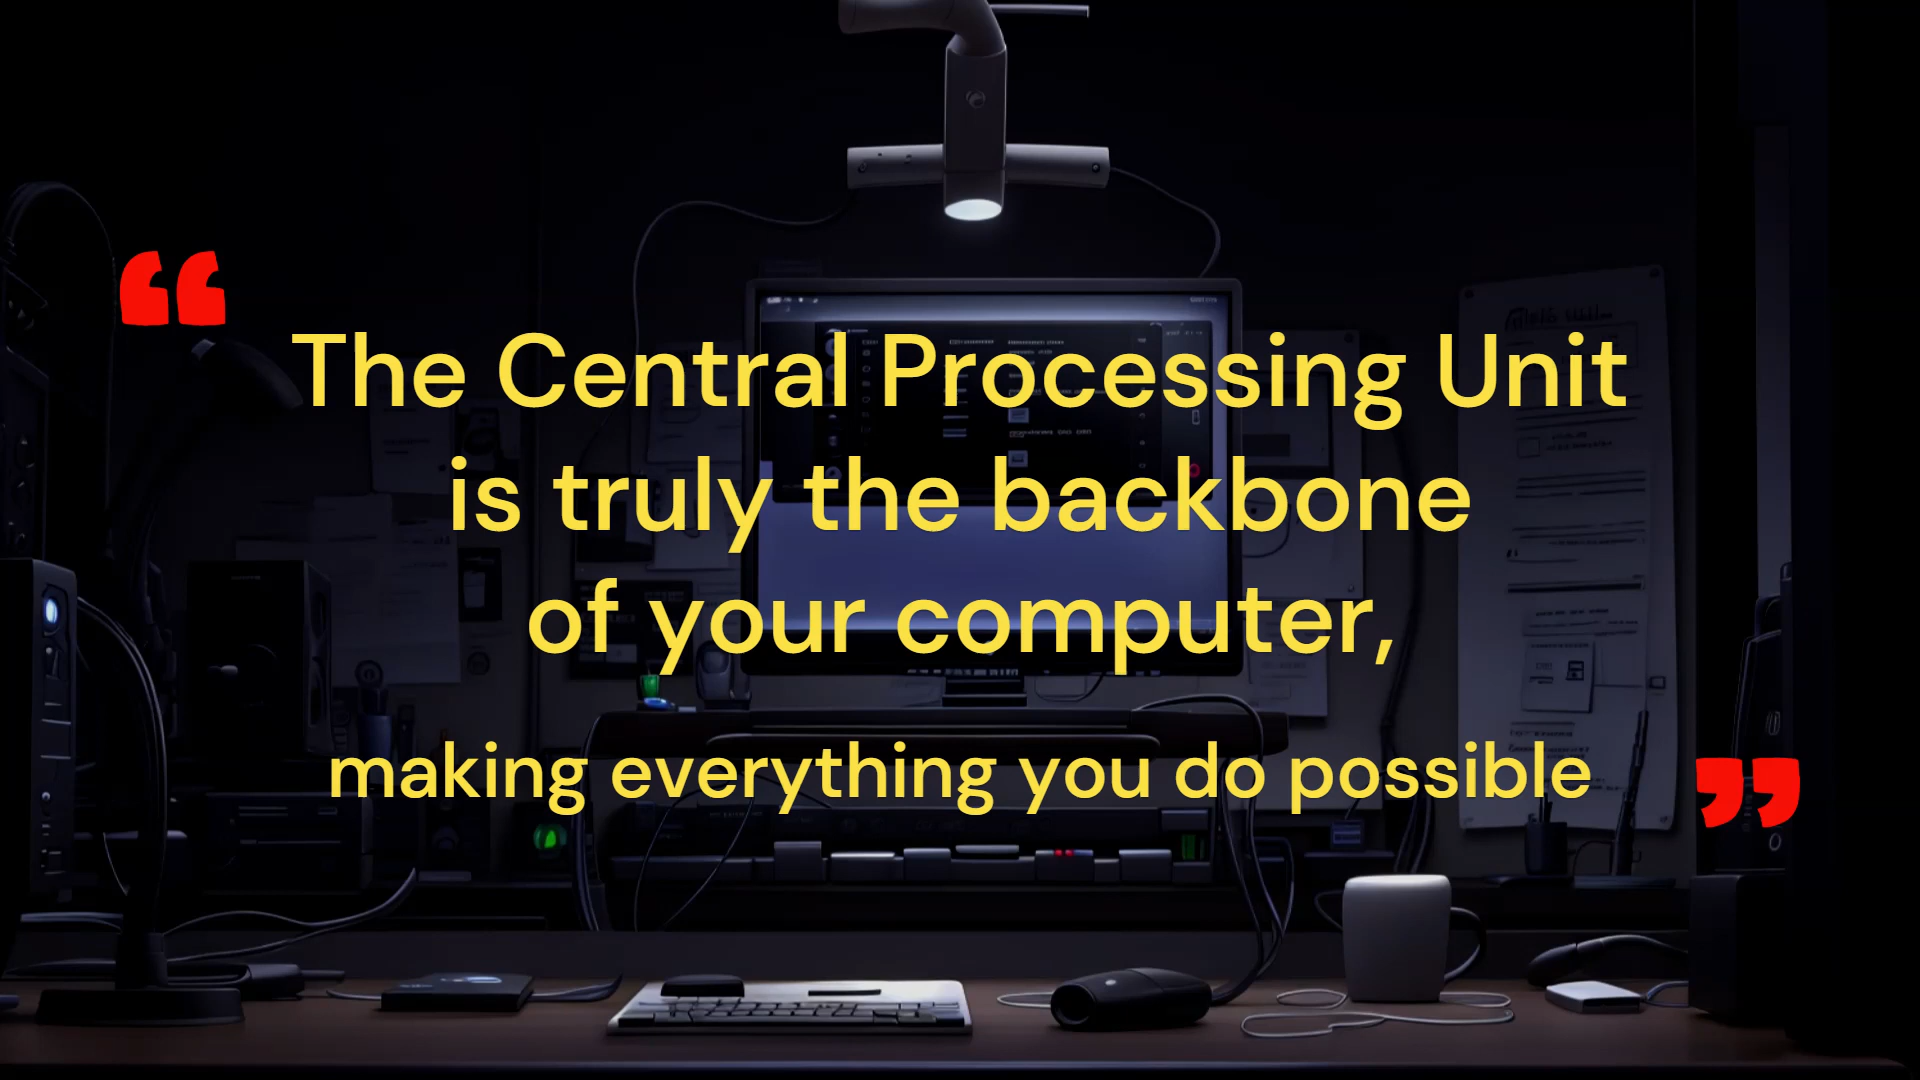 “
The Central Processing Unit
is truly the backbone
of your computer,
making everything you do possible
”